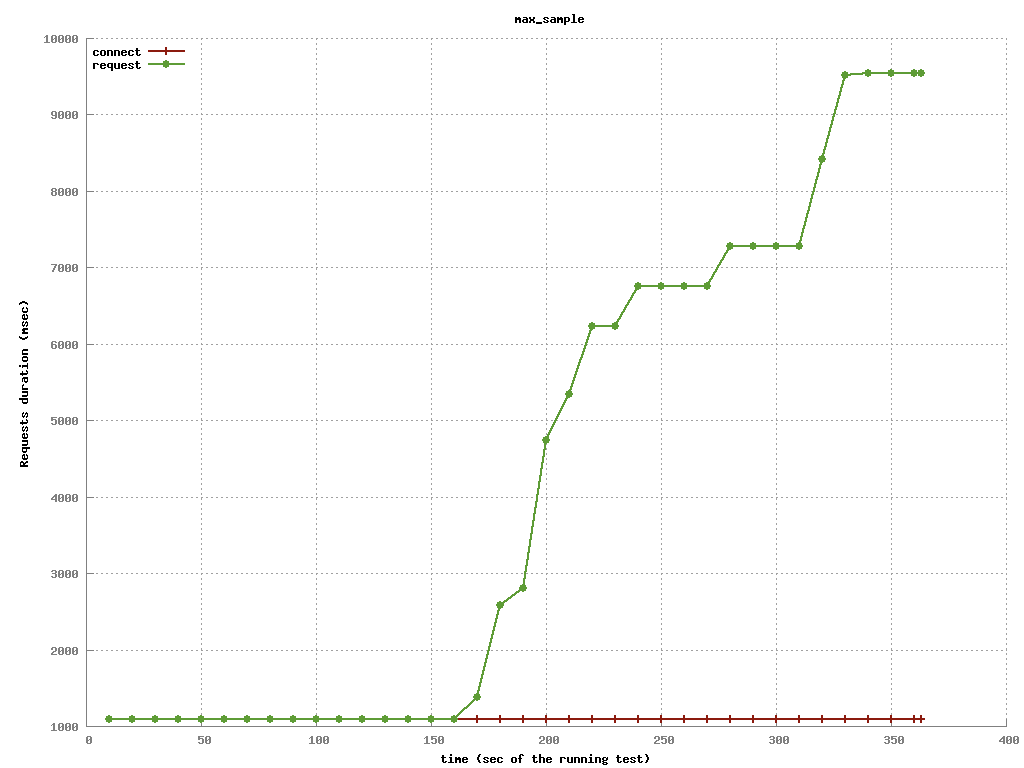 max_sample
10000
connect
request
9000
8000
7000
6000
5000
4000
3000
2000
1000
Requests duration (msec)
0 50 100 150 200 250 300 350 400
time (sec of the running test)